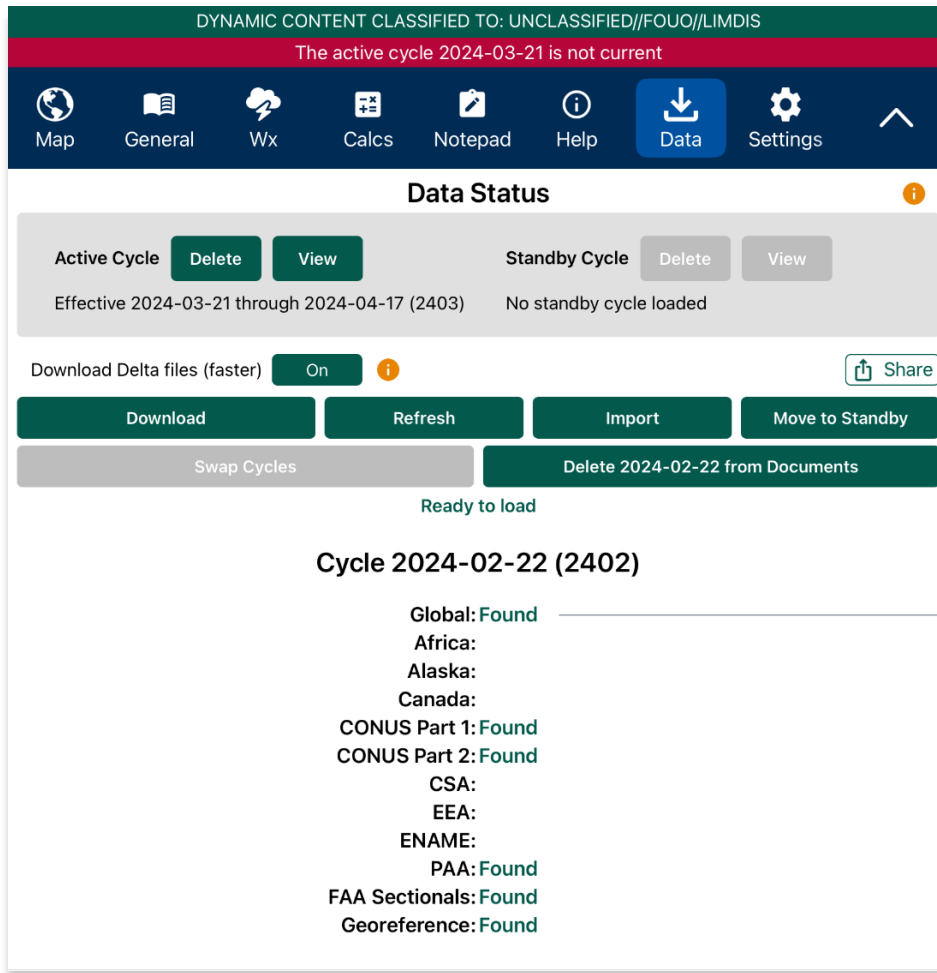 DYNAMIC CONTENT CLASSIFIED TO: UNCLASSIFIED//FOUO//LIMDIS
The active cycle 2024-03-21 is not current
Map General Wx Calcs Notepad Help Data Settings
Data Status
Active Cycle Delete View Standby Cycle Delete View
Effective 2024-03-21 through 2024-04-17 (2403) No standby cycle loaded
Download Delta files (faster) On Share
Download Refresh Import Move to Standby
Swap Cycles Delete 2024-02-22 from Documents
Ready to load
Cycle 2024-02-22 (2402)
Global: Found
Africa:
Alaska:
Canada:
CONUS Part 1: Found
CONUS Part 2: Found
CSA:
EEA:
ENAME:
PAA: Found
FAA Sectionals: Found
Georeference: Found